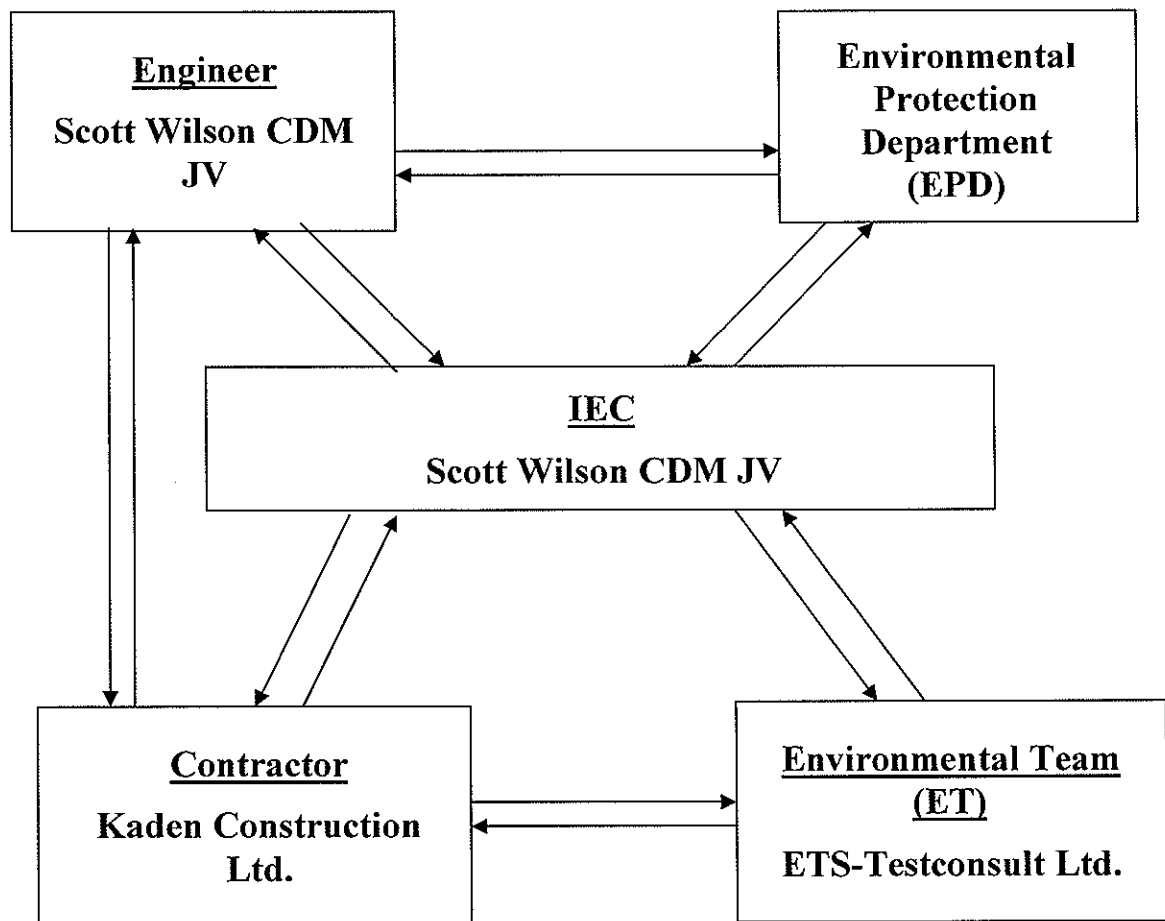 Engineer
Scott Wilson CDM
JV
Environmental
Protection
Department
(EPD)
IEC
Scott Wilson CDM JV
Contractor
Kaden Construction
Ltd.
Environmental Team
(ET)
ETS-Testconsult Ltd.